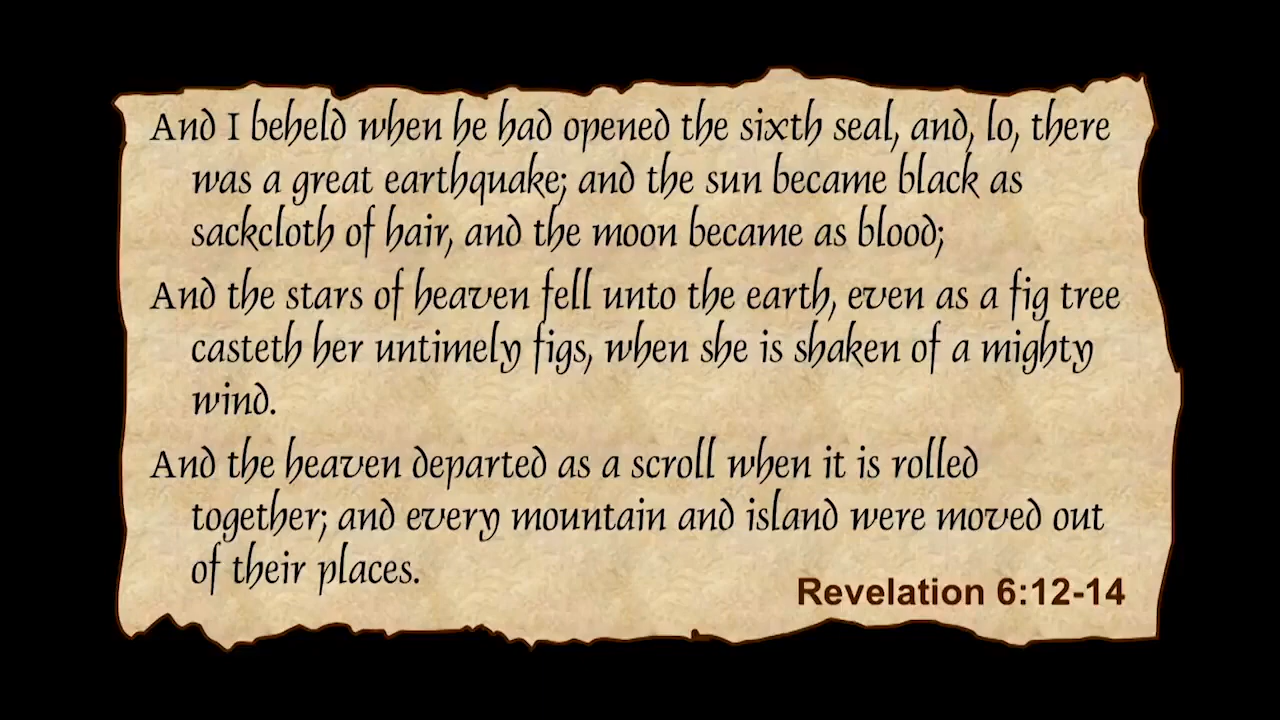 And I beheld when he had opened the sixth seal, and, lo, there
was a great earthquake; and the sun became black as
sackcloth of hair, and the moon became as blood;
And the stars of heaven fell unto the earth, even as a fig tree
casteth her untimely figs, when she is shaken of a mighty
wind.
And the heaven departed as a scroll when it is rolled
together; and every mountain and island were moved out
of their places.
Revelation 6:12-14